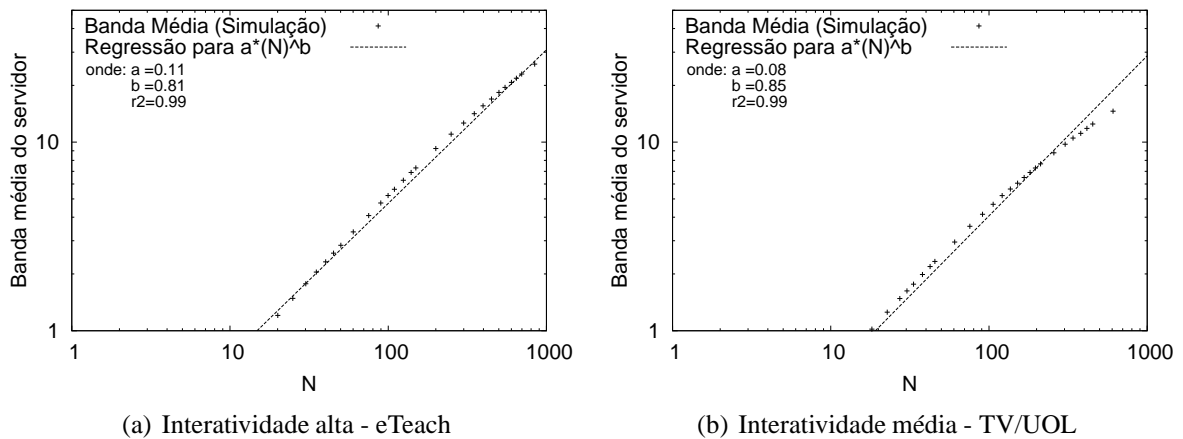 Banda Média (Simulação)
Regressão para a*(N)^b
onde: a =0.11
b =0.81
r2=0.99
Banda média do servidor
10
1
1 10 100 1000
N
(a) Interatividade alta - eTeach
Banda Média (Simulação)
Regressão para a*(N)^b
onde: a =0.08
b =0.85
r2=0.99
Banda média do servidor
10
1
1 10 100 1000
N
(b) Interatividade média - TV/UOL